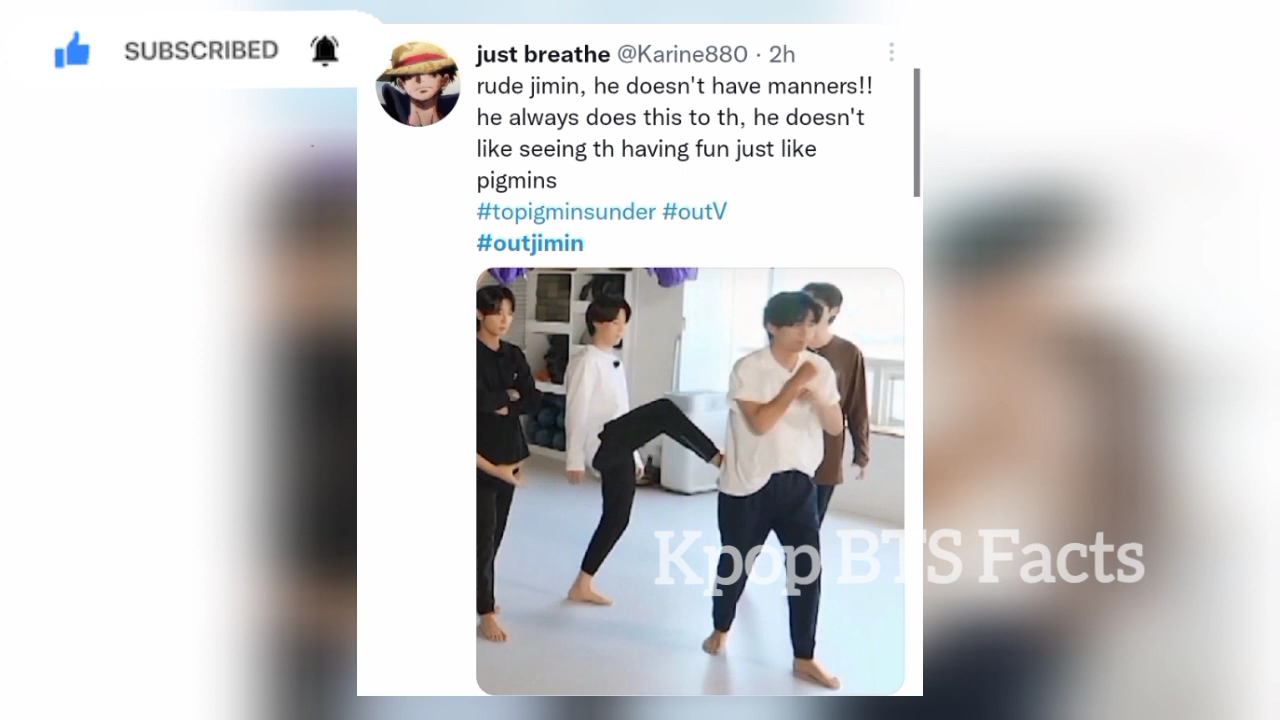 SUBSCRIBED
just breathe @Karine880 · 2h
rude jimin, he doesn't have manners!!
he always does this to th, he doesn't
like seeing th having fun just like
pigmins
#topigminsunder #outV
#outjimin
Kpop BTS Facts